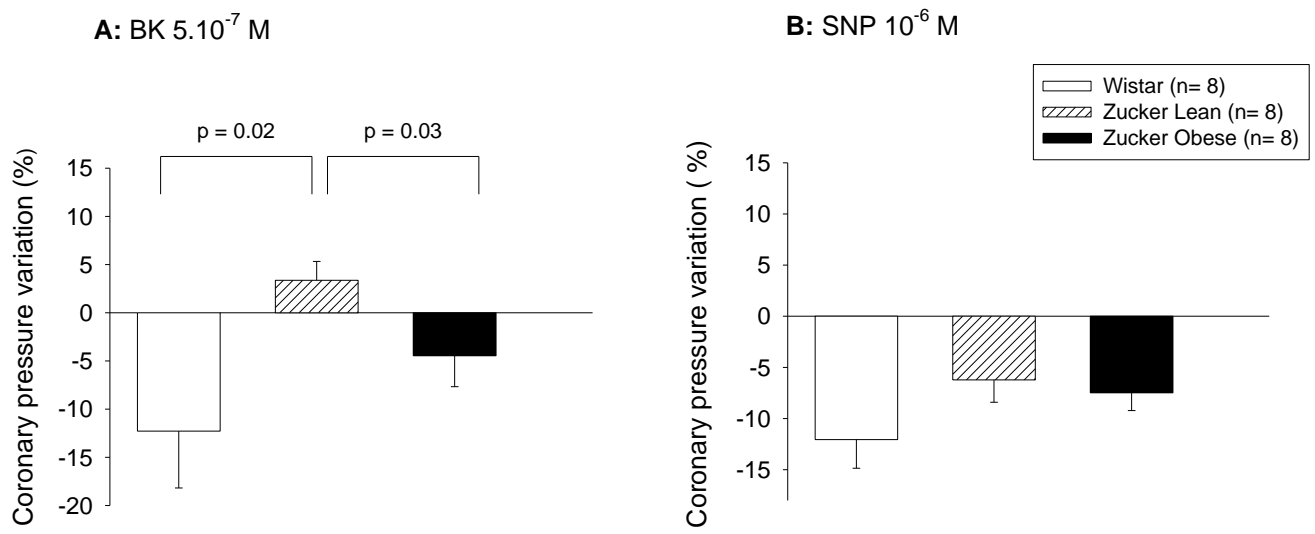 A: BK 5.10⁻⁷ M
B: SNP 10⁻⁶ M
Wistar (n= 8)
Zucker Lean (n= 8)
Zucker Obese (n= 8)
p = 0.02
p = 0.03
Coronary pressure variation (%)
15
10
5
0
-5
-10
-15
-20
Coronary pressure variation ( %)
15
10
5
0
-5
-10
-15